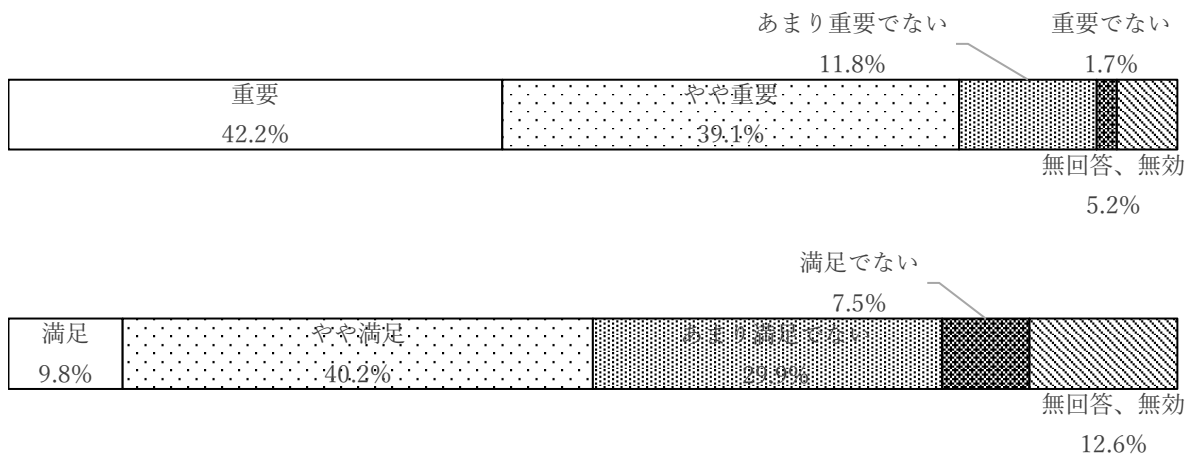 あまり重要でない
11.8%
重要でない
1.7%
重要
42.2%
やや重要
39.1%
無回答、無効
5.2%
満足でない
7.5%
満足
9.8%
やや満足
40.2%
あまり満足でない
29.9%
無回答、無効
12.6%